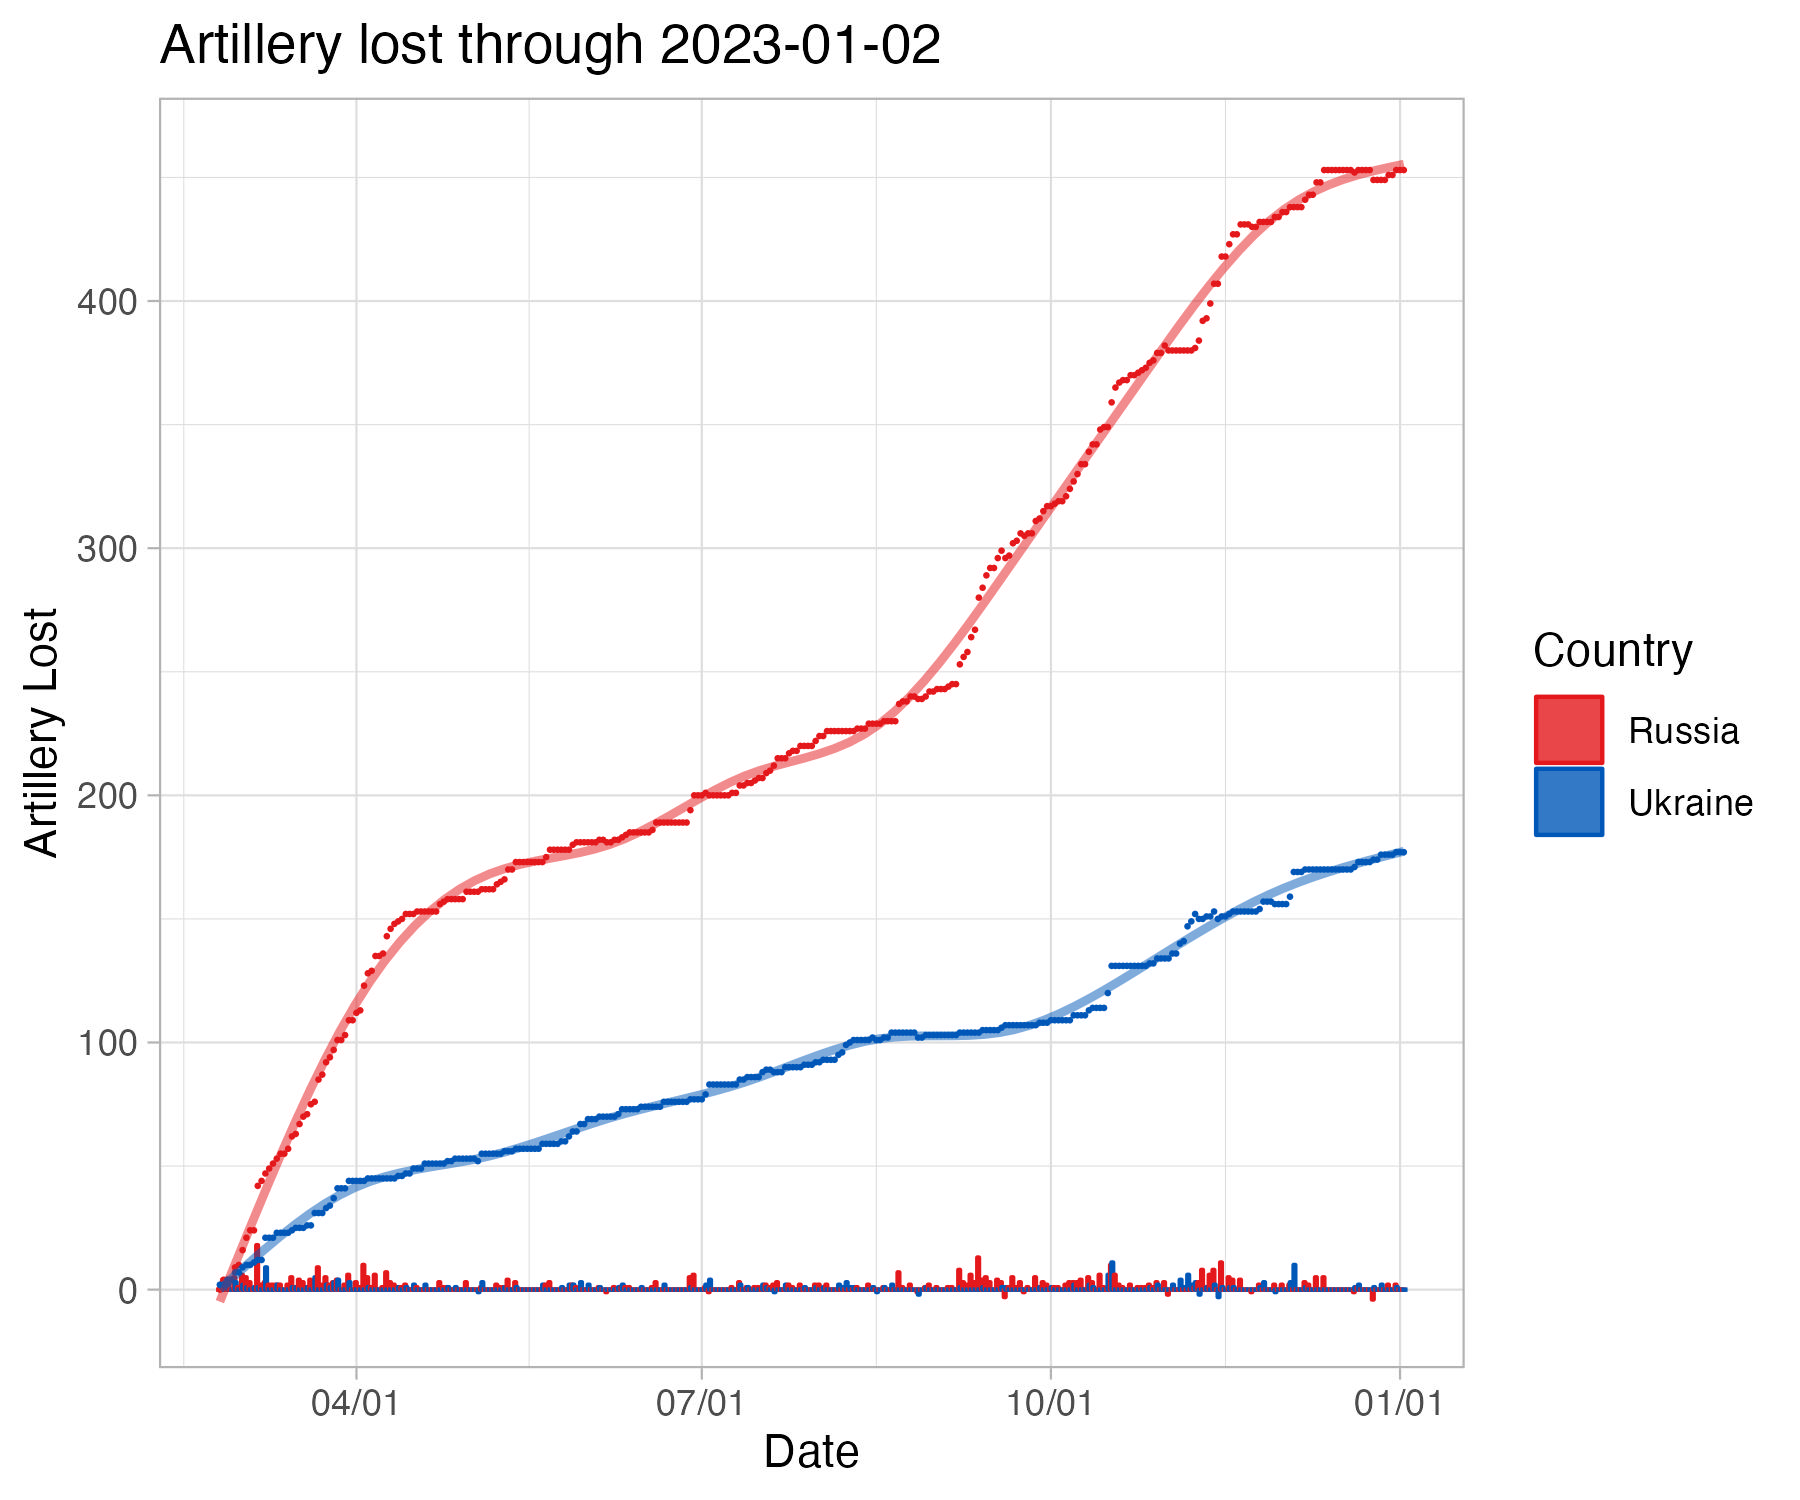 Artillery lost through 2023-01-02
Artillery Lost
400
300
200
100
0
04/01
07/01
10/01
01/01
Date
Country
Russia
Ukraine